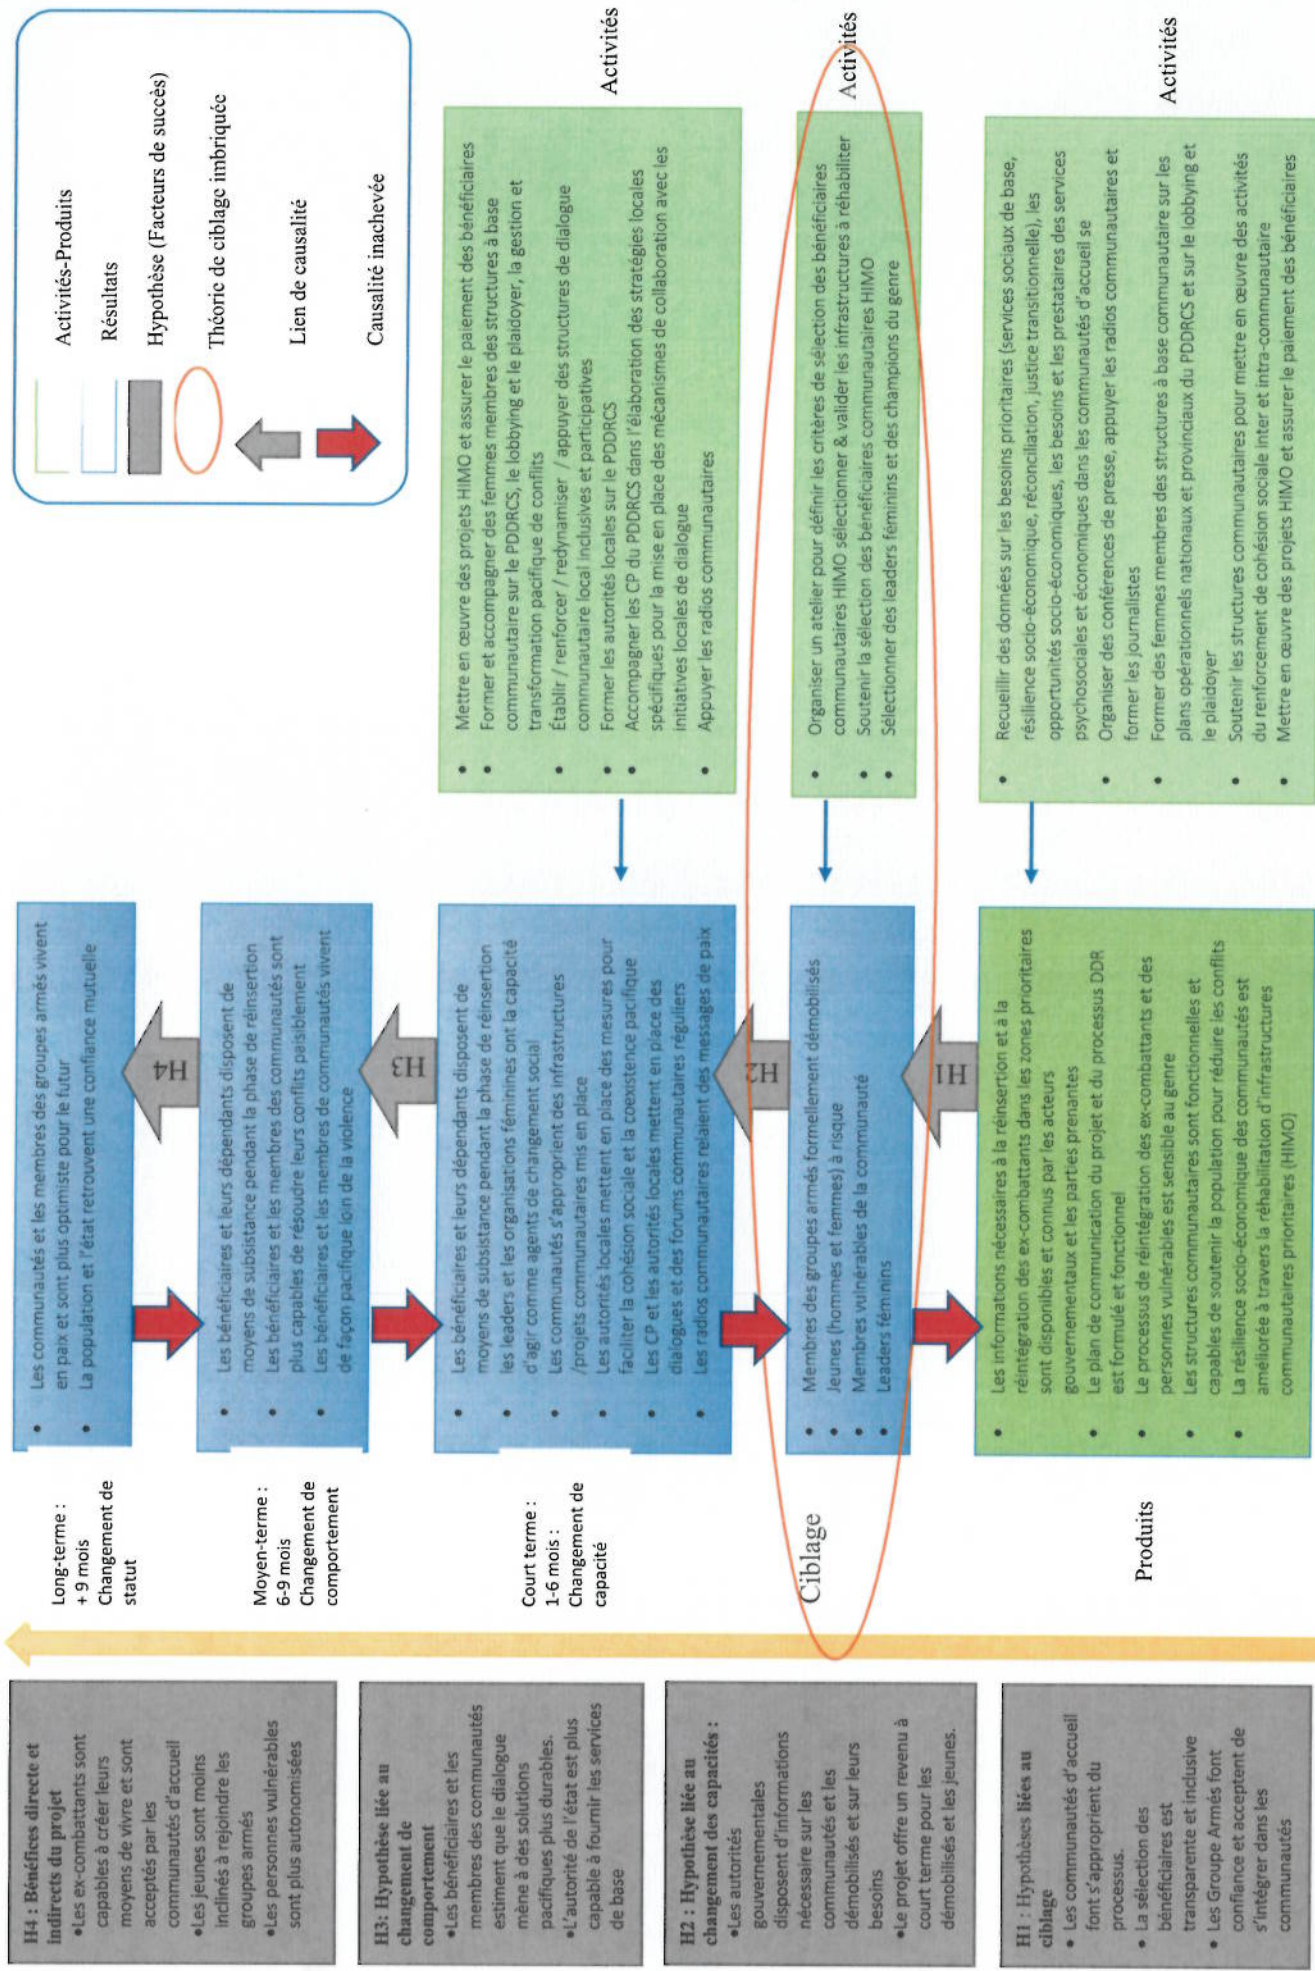 H4 : Bénéfices directe et
indirects du projet
•Les ex-combattants sont
capables à créer leurs
moyens de vivre et sont
acceptés par les
communautés d'accueil
•Les jeunes sont moins
inclinés à rejoindre les
groupes armés
•Les personnes vulnérables
sont plus autonomisées
H3: Hypothèse liée au
changement de
comportement
•Les bénéficiaires et les
membres des communautés
estiment que le dialogue
mène à des solutions
pacifiques plus durables.
•L'autorité de l'état est plus
capable à fournir les services
de base
H2 : Hypothèse liée au
changement des capacités :
•Les autorités
gouvernementales
disposent d'informations
nécessaire sur les
communautés et les
démobilisés et sur leurs
besoins
•Le projet offre un revenu à
court terme pour les
démobilisés et les jeunes.
H1 : Hypothèses liées au
ciblage
• Les communautés d'accueil
font s'approprient du
processus.
• La sélection des
bénéficiaires est
transparente et inclusive
• Les Groupe Armés font
confiance et acceptent de
s'intégrer dans les
communautés
Long-terme :
+ 9 mois
Changement de
statut
Moyen-terme :
6-9 mois
Changement de
comportement
Court terme :
1-6 mois :
Changement de
capacité
Ciblage
Produits
• Les communautés et les membres des groupes armés vivent
en paix et sont plus optimiste pour le futur
• La population et l'état retrouvent une confiance mutuelle
H4
• Les bénéficiaires et leurs dépendants disposent de
moyens de subsistance pendant la phase de réinsertion
• Les bénéficiaires et les membres des communautés sont
plus capables de résoudre leurs conflits paisiblement
• Les bénéficiaires et les membres de communautés vivent
de façon pacifique loin de la violence
H3
• Les bénéficiaires et leurs dépendants disposent de
moyens de subsistance pendant la phase de réinsertion
• les leaders et les organisations féminines ont la capacité
d'agir comme agents de changement social
• Les communautés s'approprient des infrastructures
/projets communautaires mis en place
• Les autorités locales mettent en place des mesures pour
faciliter la cohésion sociale et la coexistence pacifique
• Les CP et les autorités locales mettent en place des
dialogues et des forums communautaires réguliers
• Les radios communautaires relaient des messages de paix
H2
• Membres des groupes armés formellement démobilisés
• Jeunes (hommes et femmes) à risque
• Membres vulnérables de la communauté
• Leaders féminins
H1
• Les informations nécessaires à la réinsertion et à la
réintégration des ex-combattants dans les zones prioritaires
sont disponibles et connus par les acteurs
gouvernementaux et les parties prenantes
• Le plan de communication du projet et du processus DDR
est formulé et fonctionnel
• Le processus de réintégration des ex-combattants et des
personnes vulnérables est sensible au genre
• Les structures communautaires sont fonctionnelles et
capables de soutenir la population pour réduire les conflits
• La résilience socio-économique des communautés est
améliorée à travers la réhabilitation d'infrastructures
communautaires prioritaires (HIMO)
Activités-Produits
Résultats
Hypothèse (Facteurs de succès)
Théorie de ciblage imbriquée
Lien de causalité
Causalité inachevée
• Mettre en œuvre des projets HIMO et assurer le paiement des bénéficiaires
• Former et accompagner des femmes membres des structures à base
communautaire sur le PDDRCS, le lobbying et le plaidoyer, la gestion et
transformation pacifique de conflits
• Établir / renforcer / redynamiser / appuyer des structures de dialogue
communautaire local inclusives et participatives
• Former les autorités locales sur le PDDRCS
• Accompagner les CP du PDDRCS dans l'élaboration des stratégies locales
spécifiques pour la mise en place des mécanismes de collaboration avec les
initiatives locales de dialogue
• Appuyer les radios communautaires
Activités
• Organiser un atelier pour définir les critères de sélection des bénéficiaires
communautaires HIMO sélectionner & valider les infrastructures à réhabiliter
• Soutenir la sélection des bénéficiaires communautaires HIMO
• Sélectionner des leaders féminins et des champions du genre
Activités
• Recueillir des données sur les besoins prioritaires (services sociaux de base,
résilience socio-économique, réconciliation, justice transitionnelle), les
opportunités socio-économiques, les besoins et les prestataires des services
psychosociales et économiques dans les communautés d'accueil se
• Organiser des conférences de presse, appuyer les radios communautaires et
former les journalistes
• Former des femmes membres des structures à base communautaire sur les
plans opérationnels nationaux et provinciaux du PDDRCS et sur le lobbying et
le plaidoyer
• Soutenir les structures communautaires pour mettre en œuvre des activités
du renforcement de cohésion sociale inter et intra-communautaire
• Mettre en œuvre des projets HIMO et assurer le paiement des bénéficiaires
Activités